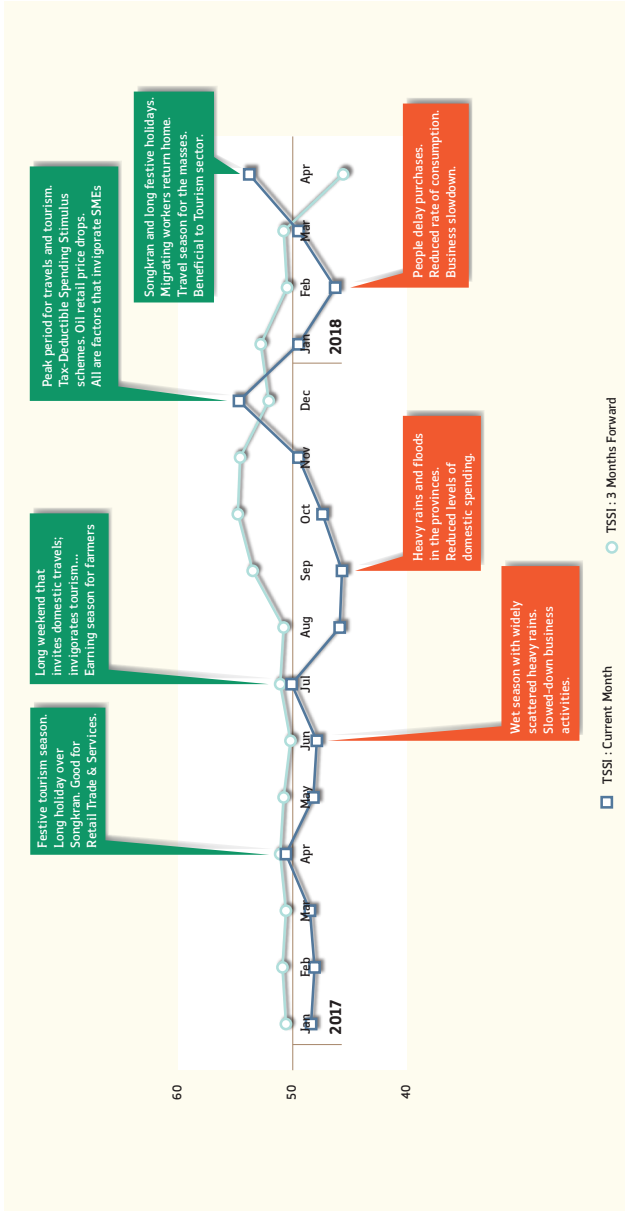 Festive tourism season.
Long holiday over
Songkran. Good for
Retail Trade & Services.
Long weekend that
invites domestic travels;
invigorates tourism...
Earning season for farmers
Peak period for travels and tourism.
Tax-Deductible Spending Stimulus
schemes. Oil retail price drops.
All are factors that invigorate SMEs
Songkran and long festive holidays.
Migrating workers return home.
Travel season for the masses.
Beneficial to Tourism sector.
60
50
40
Jan Feb Mar Apr May Jun Jul Aug Sep Oct Nov Dec Jan Feb Mar Apr
2017 2018
Wet season with widely
scattered heavy rains.
Slowed-down business
activities.
Heavy rains and floods
in the provinces.
Reduced levels of
domestic spending.
People delay purchases.
Reduced rate of consumption.
Business slowdown.
TSSI : Current Month
TSSI : 3 Months Forward